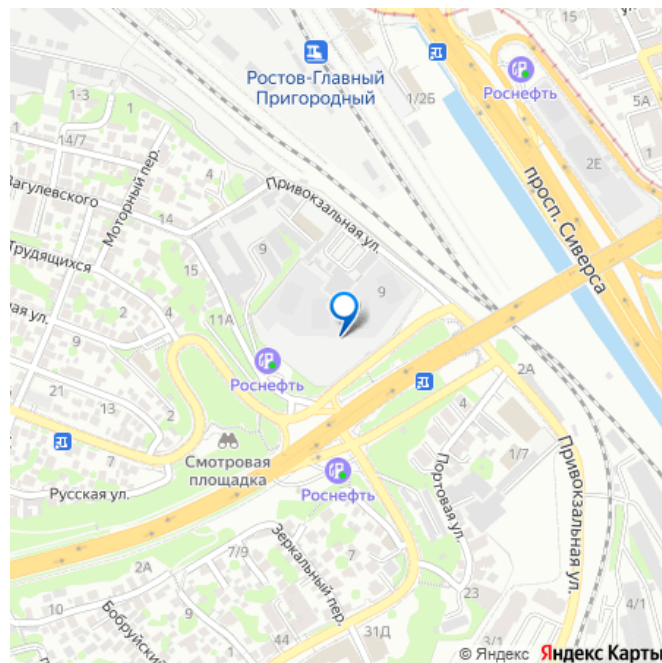 15
Ростов-Главный
Пригородный
Роснефть
5А
1-3
1
1/2Б
14/7
1
Моторный пер.
4
2Е
просп. Сиверса
Привокзальная ул.
14
9
Трудящихся
15
9
11А
9
2
Роснефть
21
13
2
4
2А
7
Смотровая
площадка
1/7
Русская ул.
Роснефть
Портовая ул.
Привокзальная ул.
7/9
Зеркальный пер.
7
2А
10
23
Бобруйский
44
31Д
3/1
4/1
© Яндекс Яндекс Карты